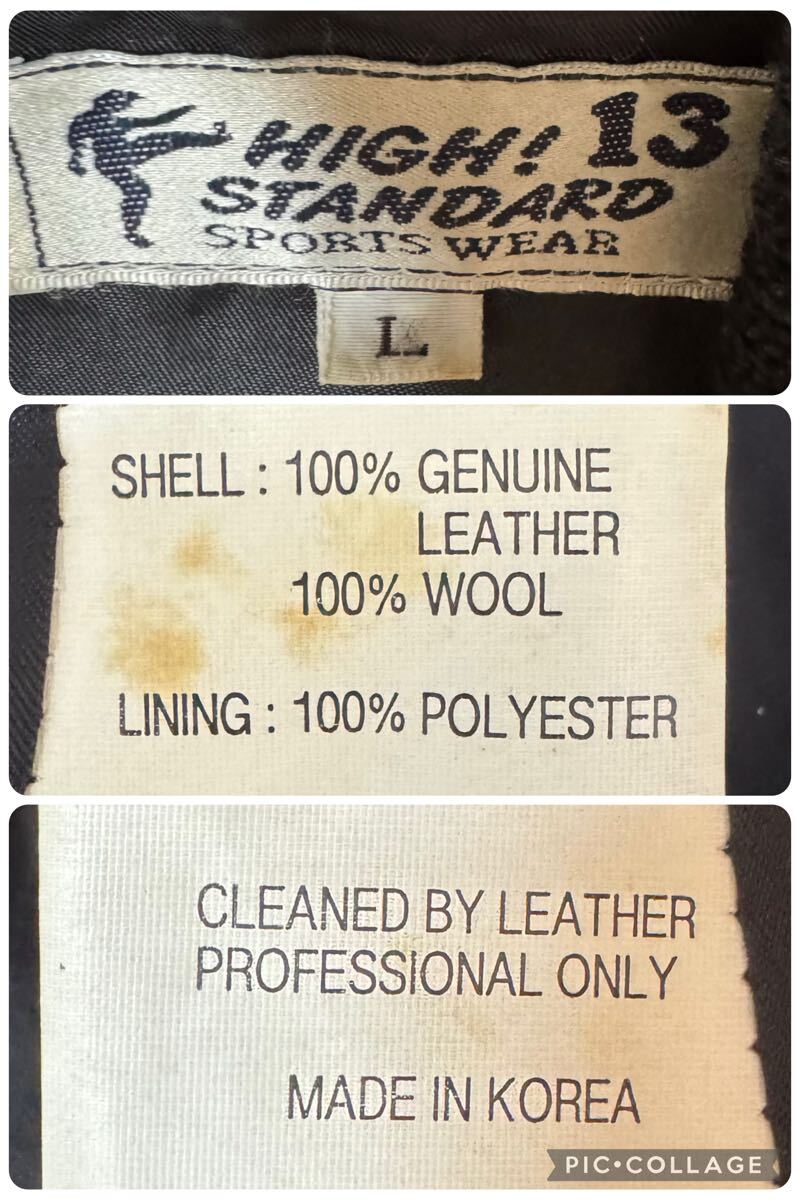 HIGH! 13
STANDARD
SPORTS WEAR
L
SHELL : 100% GENUINE
LEATHER
100% WOOL
LINING : 100% POLYESTER
CLEANED BY LEATHER
PROFESSIONAL ONLY
MADE IN KOREA
PIC•COLLAGE